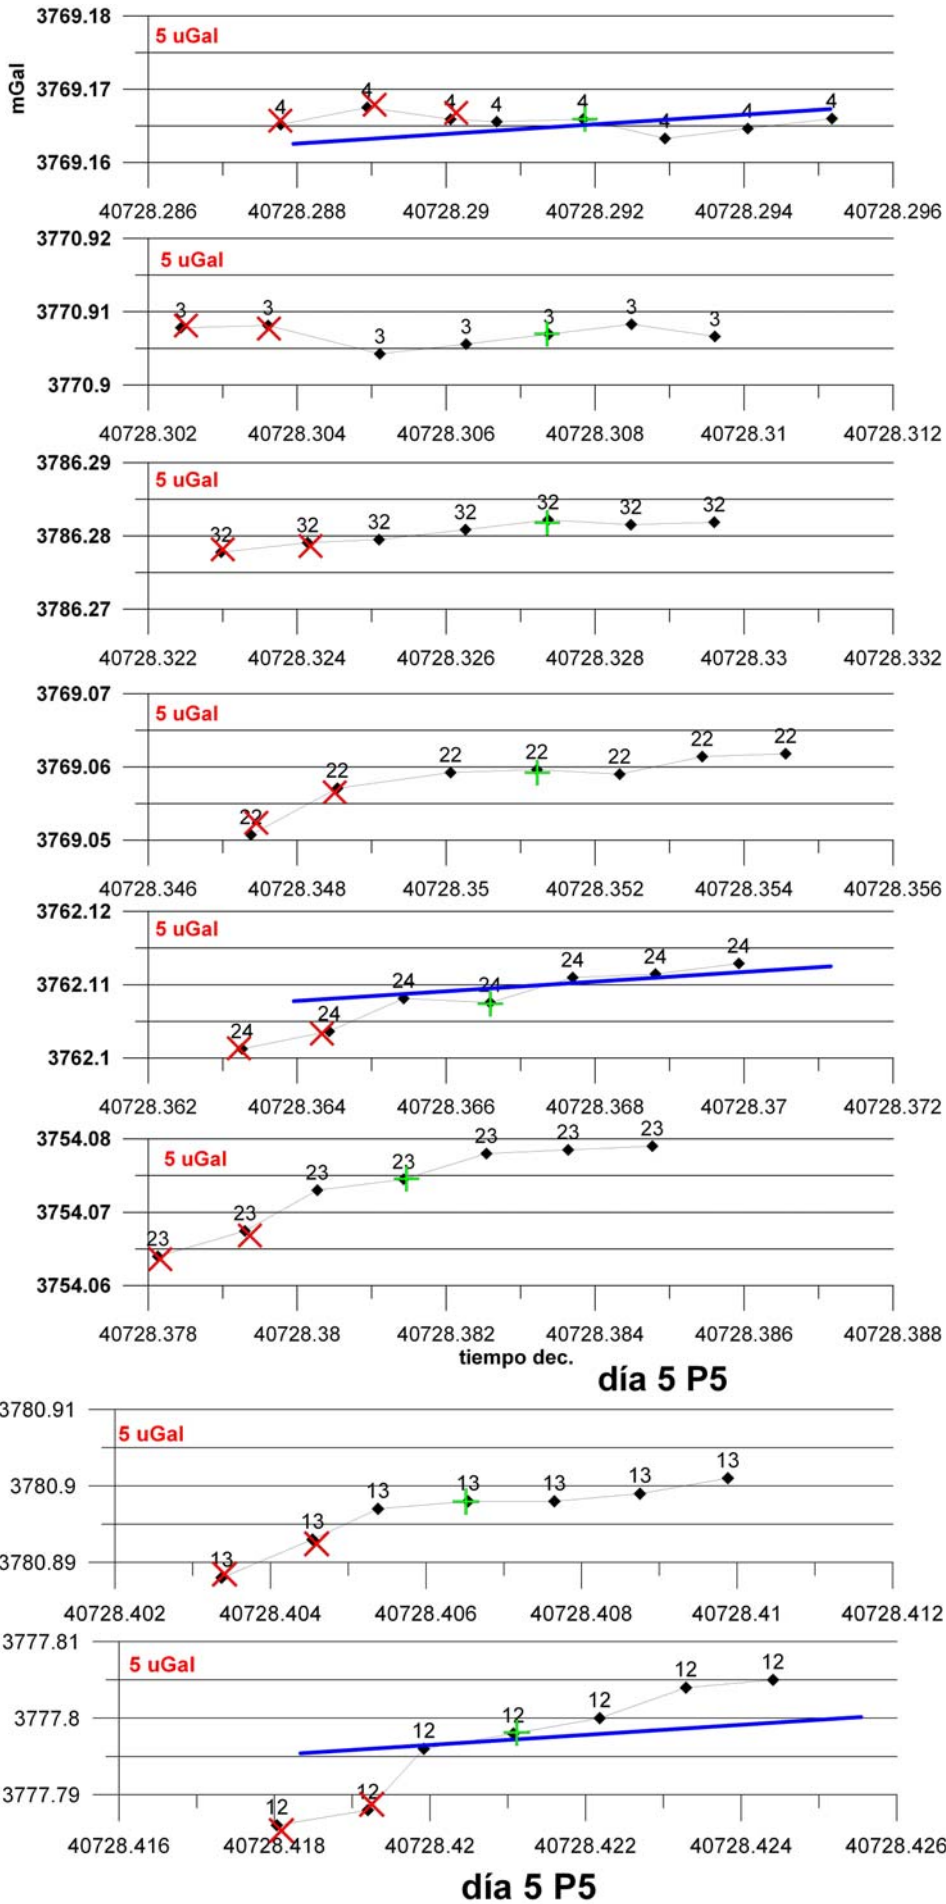 3769.18
5 uGal
mGal
3769.17
4 4 4 4 4 4 4 4
3769.16
40728.286 40728.288 40728.29 40728.292 40728.294 40728.296
3770.92
5 uGal
3770.91
3 3 3 3 3 3 3
3770.9
40728.302 40728.304 40728.306 40728.308 40728.31 40728.312
3786.29
5 uGal
32 32 32 32 32 32 32
3786.28
3786.27
40728.322 40728.324 40728.326 40728.328 40728.33 40728.332
3769.07
5 uGal
3769.06
22 22 22 22 22 22 22
3769.05
40728.346 40728.348 40728.35 40728.352 40728.354 40728.356
3762.12
5 uGal
3762.11
24 24 24 24 24 24 24
3762.1
40728.362 40728.364 40728.366 40728.368 40728.37 40728.372
3754.08
5 uGal
23 23 23 23 23 23 23
3754.07
3754.06
40728.378 40728.38 40728.382 40728.384 40728.386 40728.388
tiempo dec.
día 5 P5
3780.91
5 uGal
3780.9
13 13 13 13 13 13 13
3780.89
40728.402 40728.404 40728.406 40728.408 40728.41 40728.412
3777.81
5 uGal
3777.8
12 12 12 12 12 12 12
3777.79
40728.416 40728.418 40728.42 40728.422 40728.424 40728.426
día 5 P5